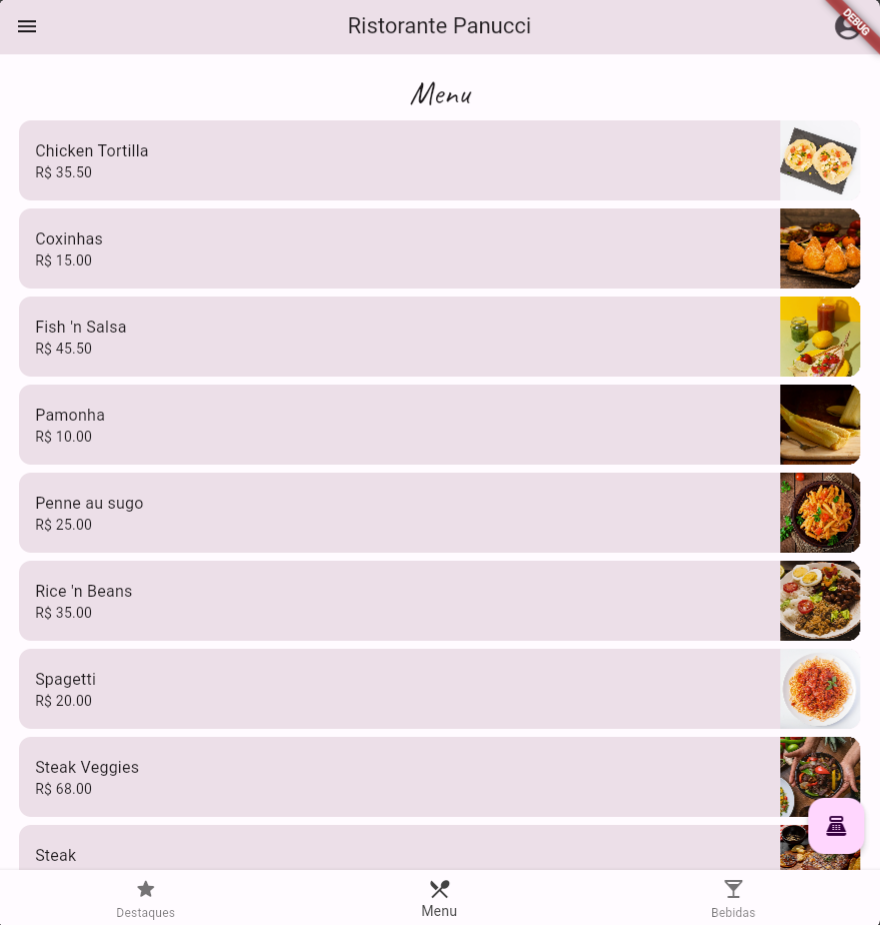 Ristorante Panucci
DEBUG
Menu
Chicken Tortilla
R$ 35.50
Coxinhas
R$ 15.00
Fish 'n Salsa
R$ 45.50
Pamonha
R$ 10.00
Penne au sugo
R$ 25.00
Rice 'n Beans
R$ 35.00
Spagetti
R$ 20.00
Steak Veggies
R$ 68.00
Steak
Destaques
Menu
Bebidas